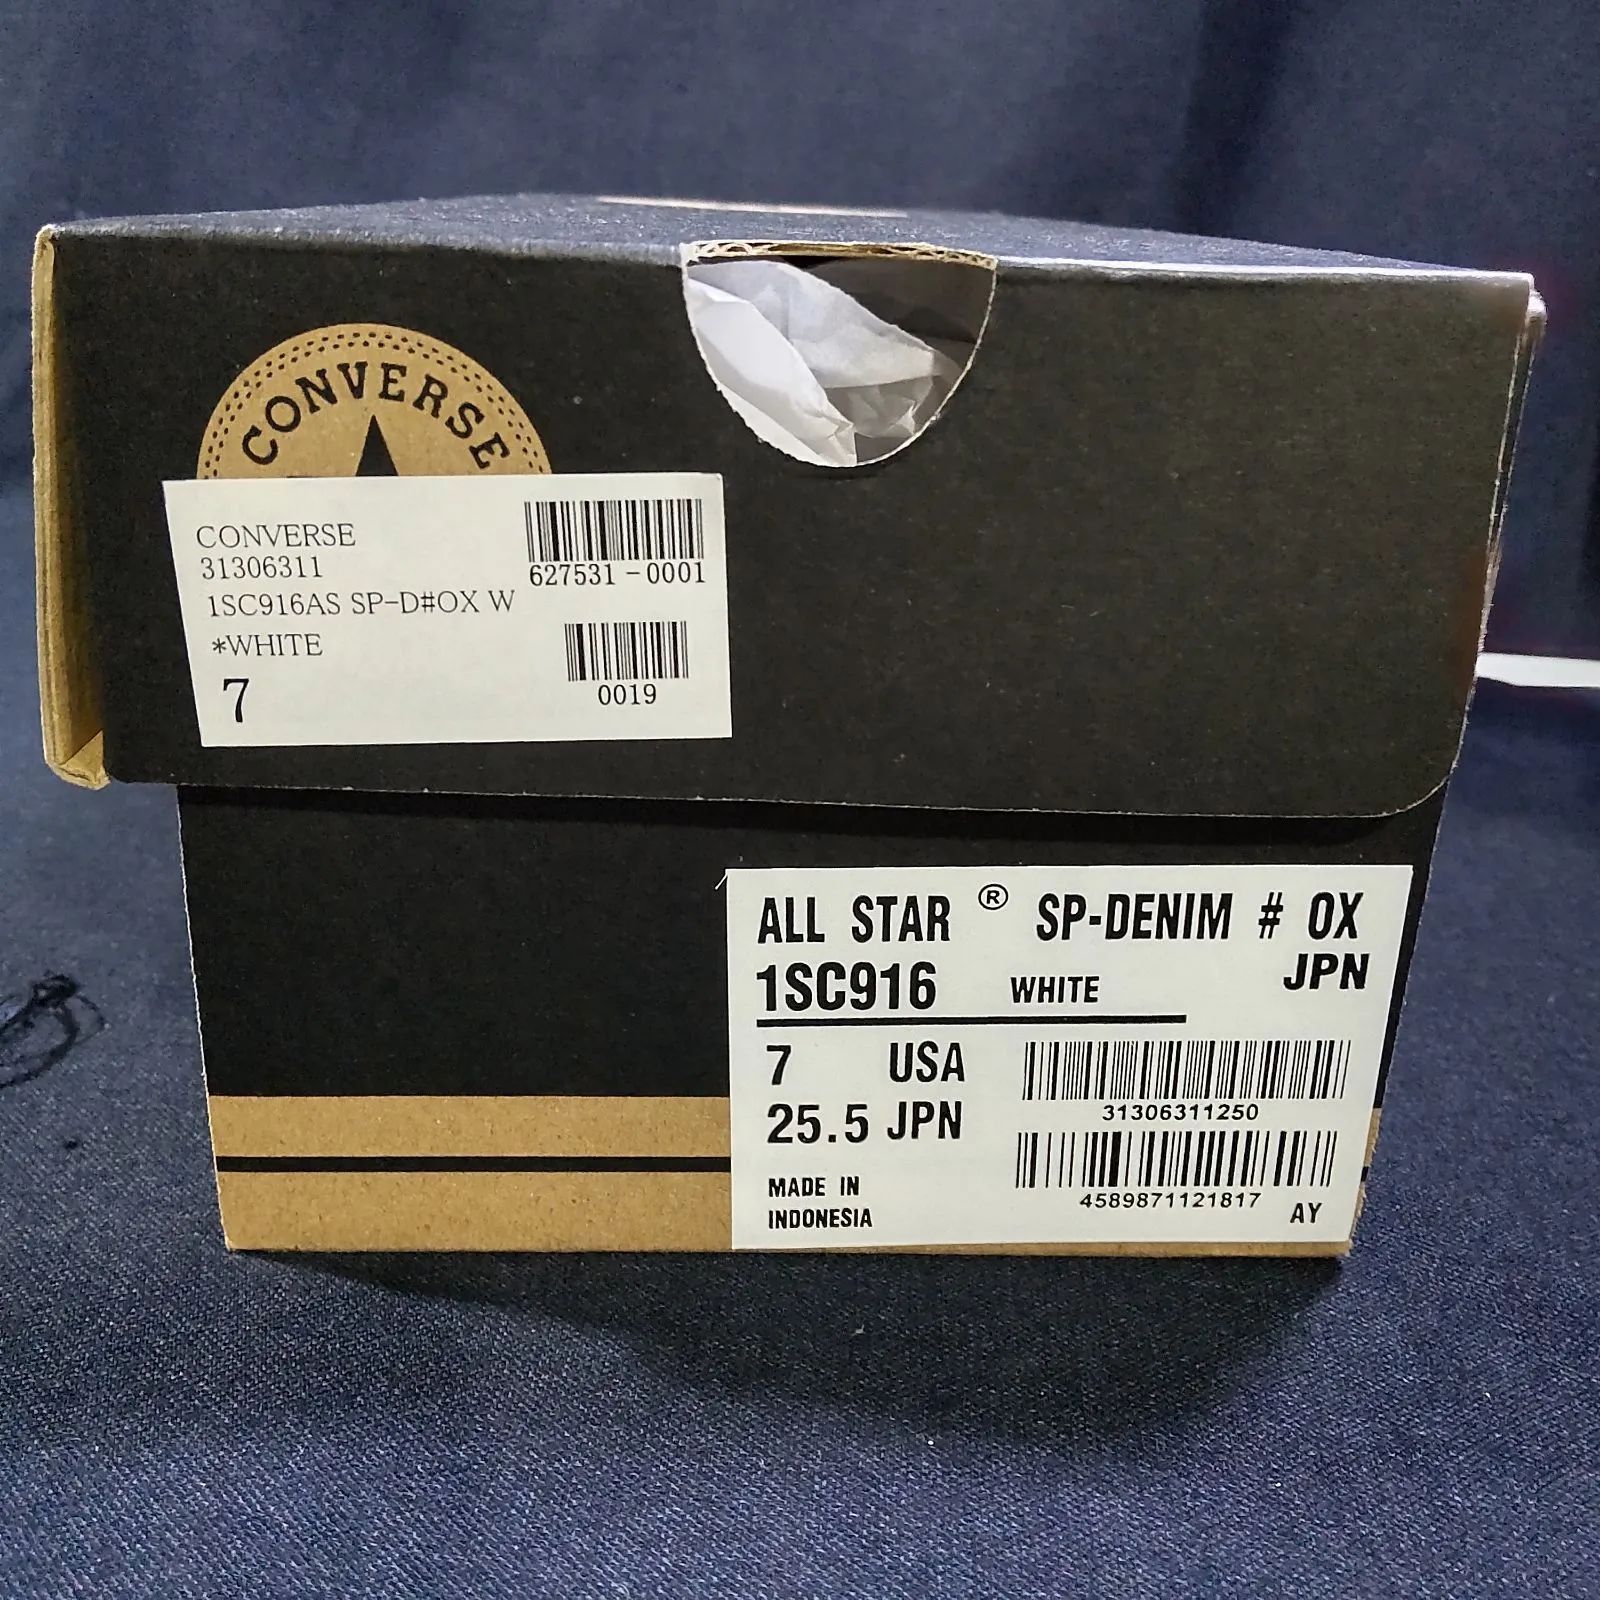 CONVERSE
CONVERSE
31306311
1SC916AS SP-D#OX W
*WHITE
7
627531-0001
0019
ALL STAR ® SP-DENIM # OX
1SC916 WHITE JPN
7 USA
25.5 JPN
31306311250
4589871121817
MADE IN
INDONESIA
AY